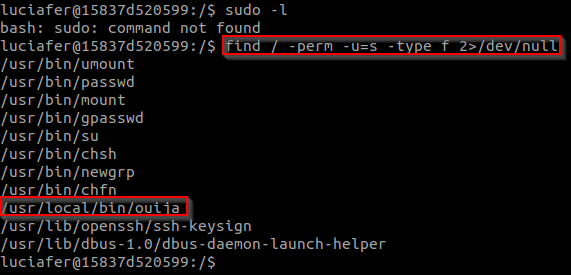 luciafer@15837d520599:/$ sudo -l
bash: sudo: command not found
luciafer@15837d520599:/$ find / -perm -u=s -type f 2>/dev/null
/usr/bin/umount
/usr/bin/passwd
/usr/bin/mount
/usr/bin/gpasswd
/usr/bin/su
/usr/bin/chsh
/usr/bin/newgrp
/usr/bin/chfn
/usr/local/bin/ouija
/usr/lib/openssh/ssh-keysign
/usr/lib/dbus-1.0/dbus-daemon-launch-helper
luciafer@15837d520599:/$